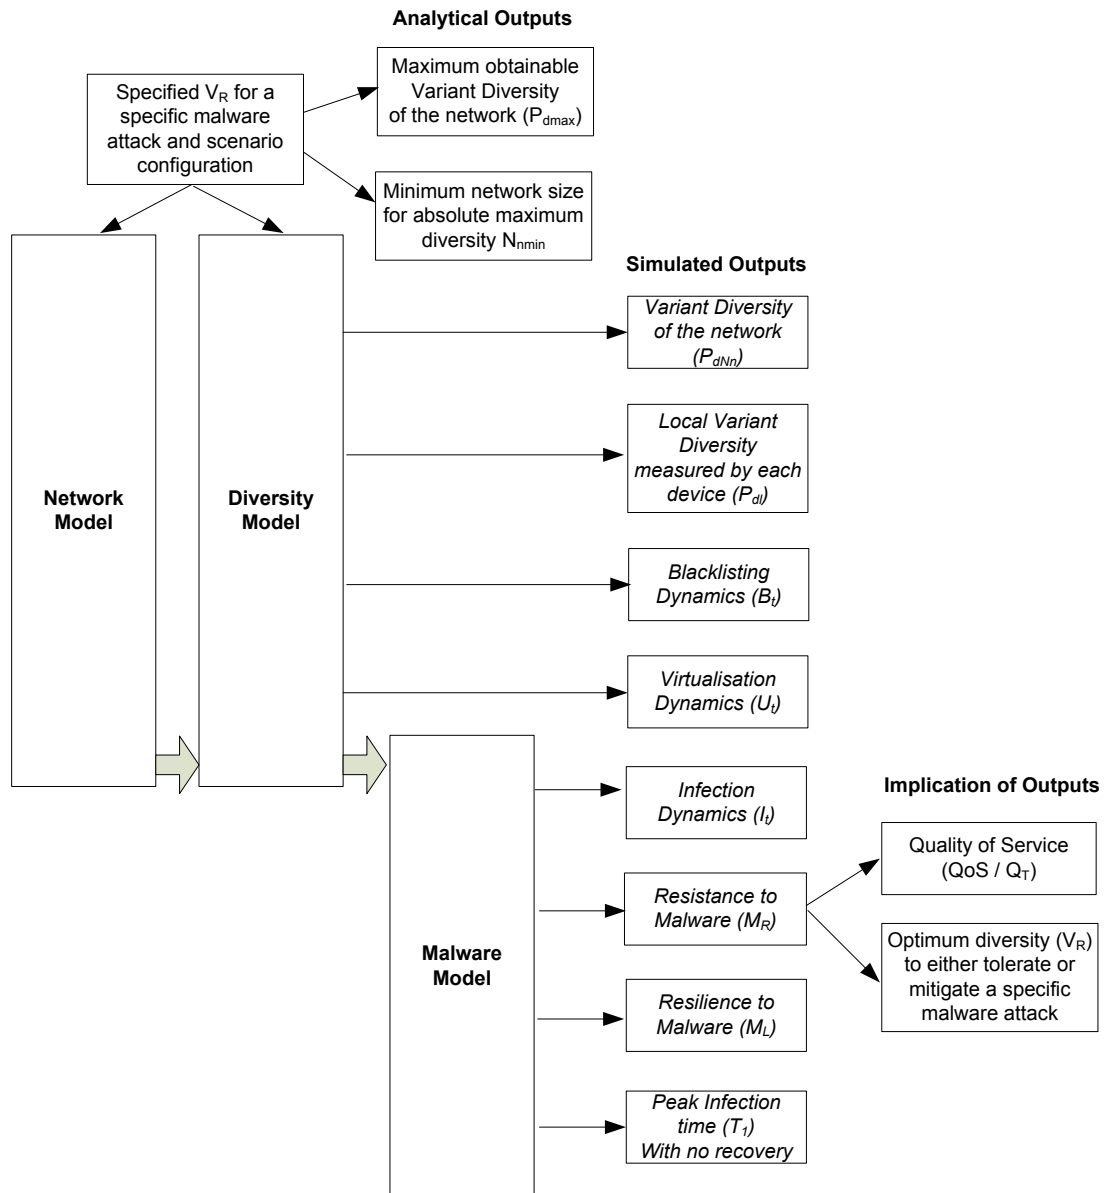 Analytical Outputs
Specified V_R for a
specific malware
attack and scenario
configuration
Maximum obtainable
Variant Diversity
of the network (P_dmax)
Minimum network size
for absolute maximum
diversity N_nmin
Simulated Outputs
Variant Diversity
of the network
(P_dNn)
Local Variant
Diversity
measured by each
device (P_dl)
Network
Model
Diversity
Model
Blacklisting
Dynamics (B_t)
Virtualisation
Dynamics (U_t)
Malware
Model
Infection
Dynamics (I_t)
Resistance to
Malware (M_R)
Resilience to
Malware (M_L)
Peak Infection
time (T_1)
With no recovery
Implication of Outputs
Quality of Service
(QoS / Q_T)
Optimum diversity (V_R)
to either tolerate or
mitigate a specific
malware attack